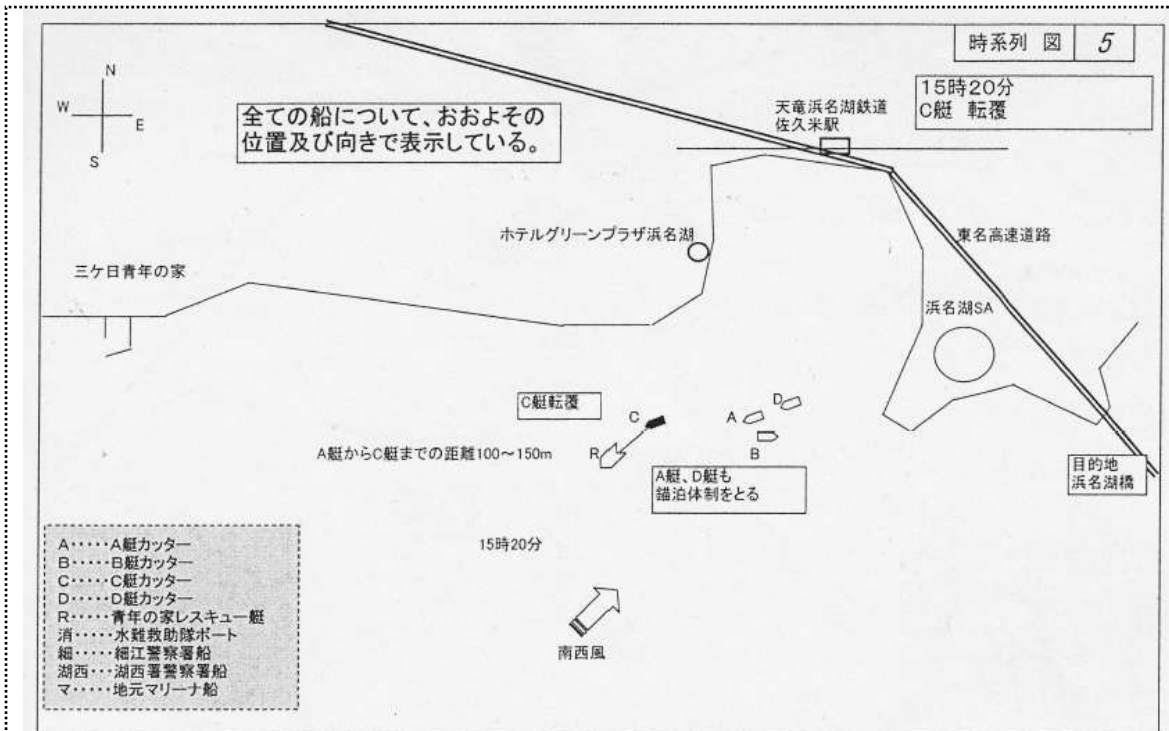 時系列 図 5
15時20分
C艇 転覆
N
W
E
S
全ての船について、おおよその
位置及び向きで表示している。
天竜浜名湖鉄道
佐久米駅
ホテルグリーンプラザ浜名湖
東名高速道路
三ケ日青年の家
浜名湖SA
C艇転覆
C
A
D
B
R
A艇からC艇までの距離100～150m
A艇、D艇も
錨泊体制をとる
目的地
浜名湖橋
15時20分
南西風
A・・・・・A艇カッター
B・・・・・B艇カッター
C・・・・・C艇カッター
D・・・・・D艇カッター
R・・・・・青年の家レスキュー艇
消・・・・・水難救助隊ボート
細・・・・・細江警察署船
湖西・・・湖西署警察署船
マ・・・・・地元マリーナ船